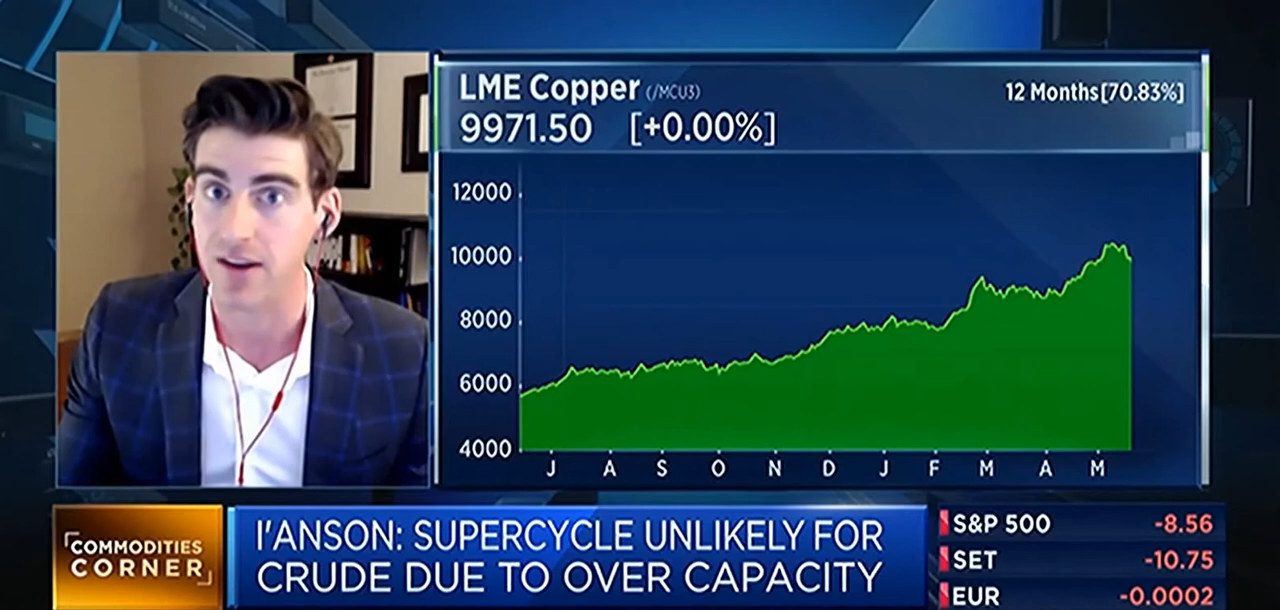 LME Copper (/MCU3)
12 Months[70.83%]
9971.50 [+0.00%]
12000
10000
8000
6000
4000
J A S O N D J F M A M
COMMODITIES
CORNER
I'ANSON: SUPERCYCLE UNLIKELY FOR
CRUDE DUE TO OVER CAPACITY
S&P 500 -8.56
SET -10.75
EUR -0.0002